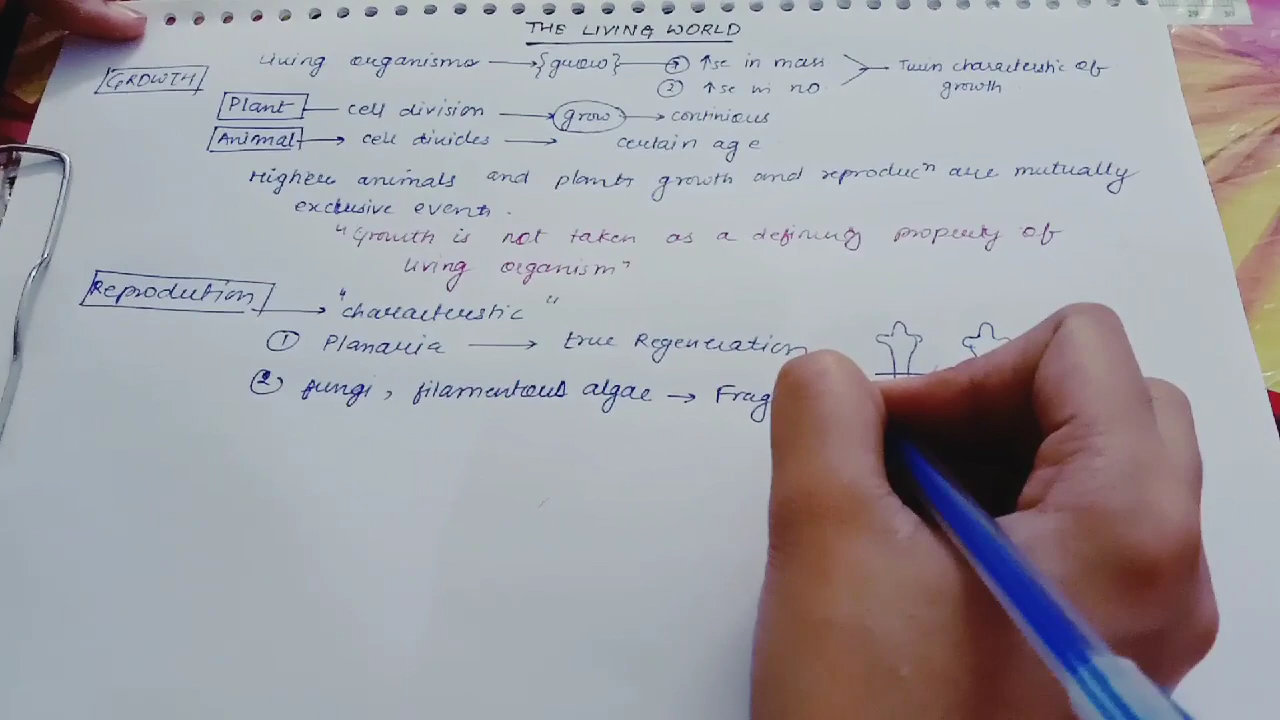 THE LIVING WORLD
Living organisms → {grow} → ① ↑se in mass
② ↑se in no
Twin characteristic of growth
GROWTH
Plant — cell division → grow → continious
Animal → cell divides → certain age
Higher animals and plants growth and reproducⁿ are mutually
exclusive events.
"Growth is not taken as a defining property of
living organism"
Reprodution → "characteristic"
① Planaria → true Regeneration
② fungi, filamentous algae → Frag